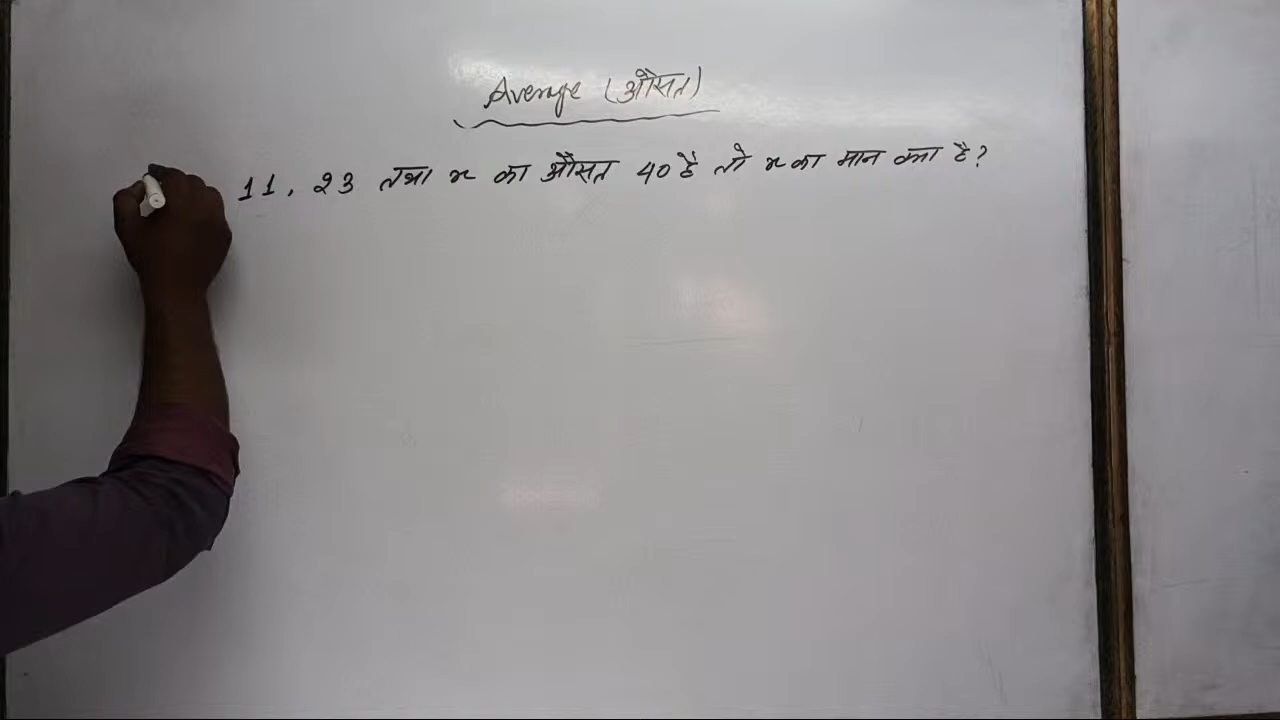 Average (औसत)
11, 23 तथा x का औसत 40 है तो x का मान क्या है?